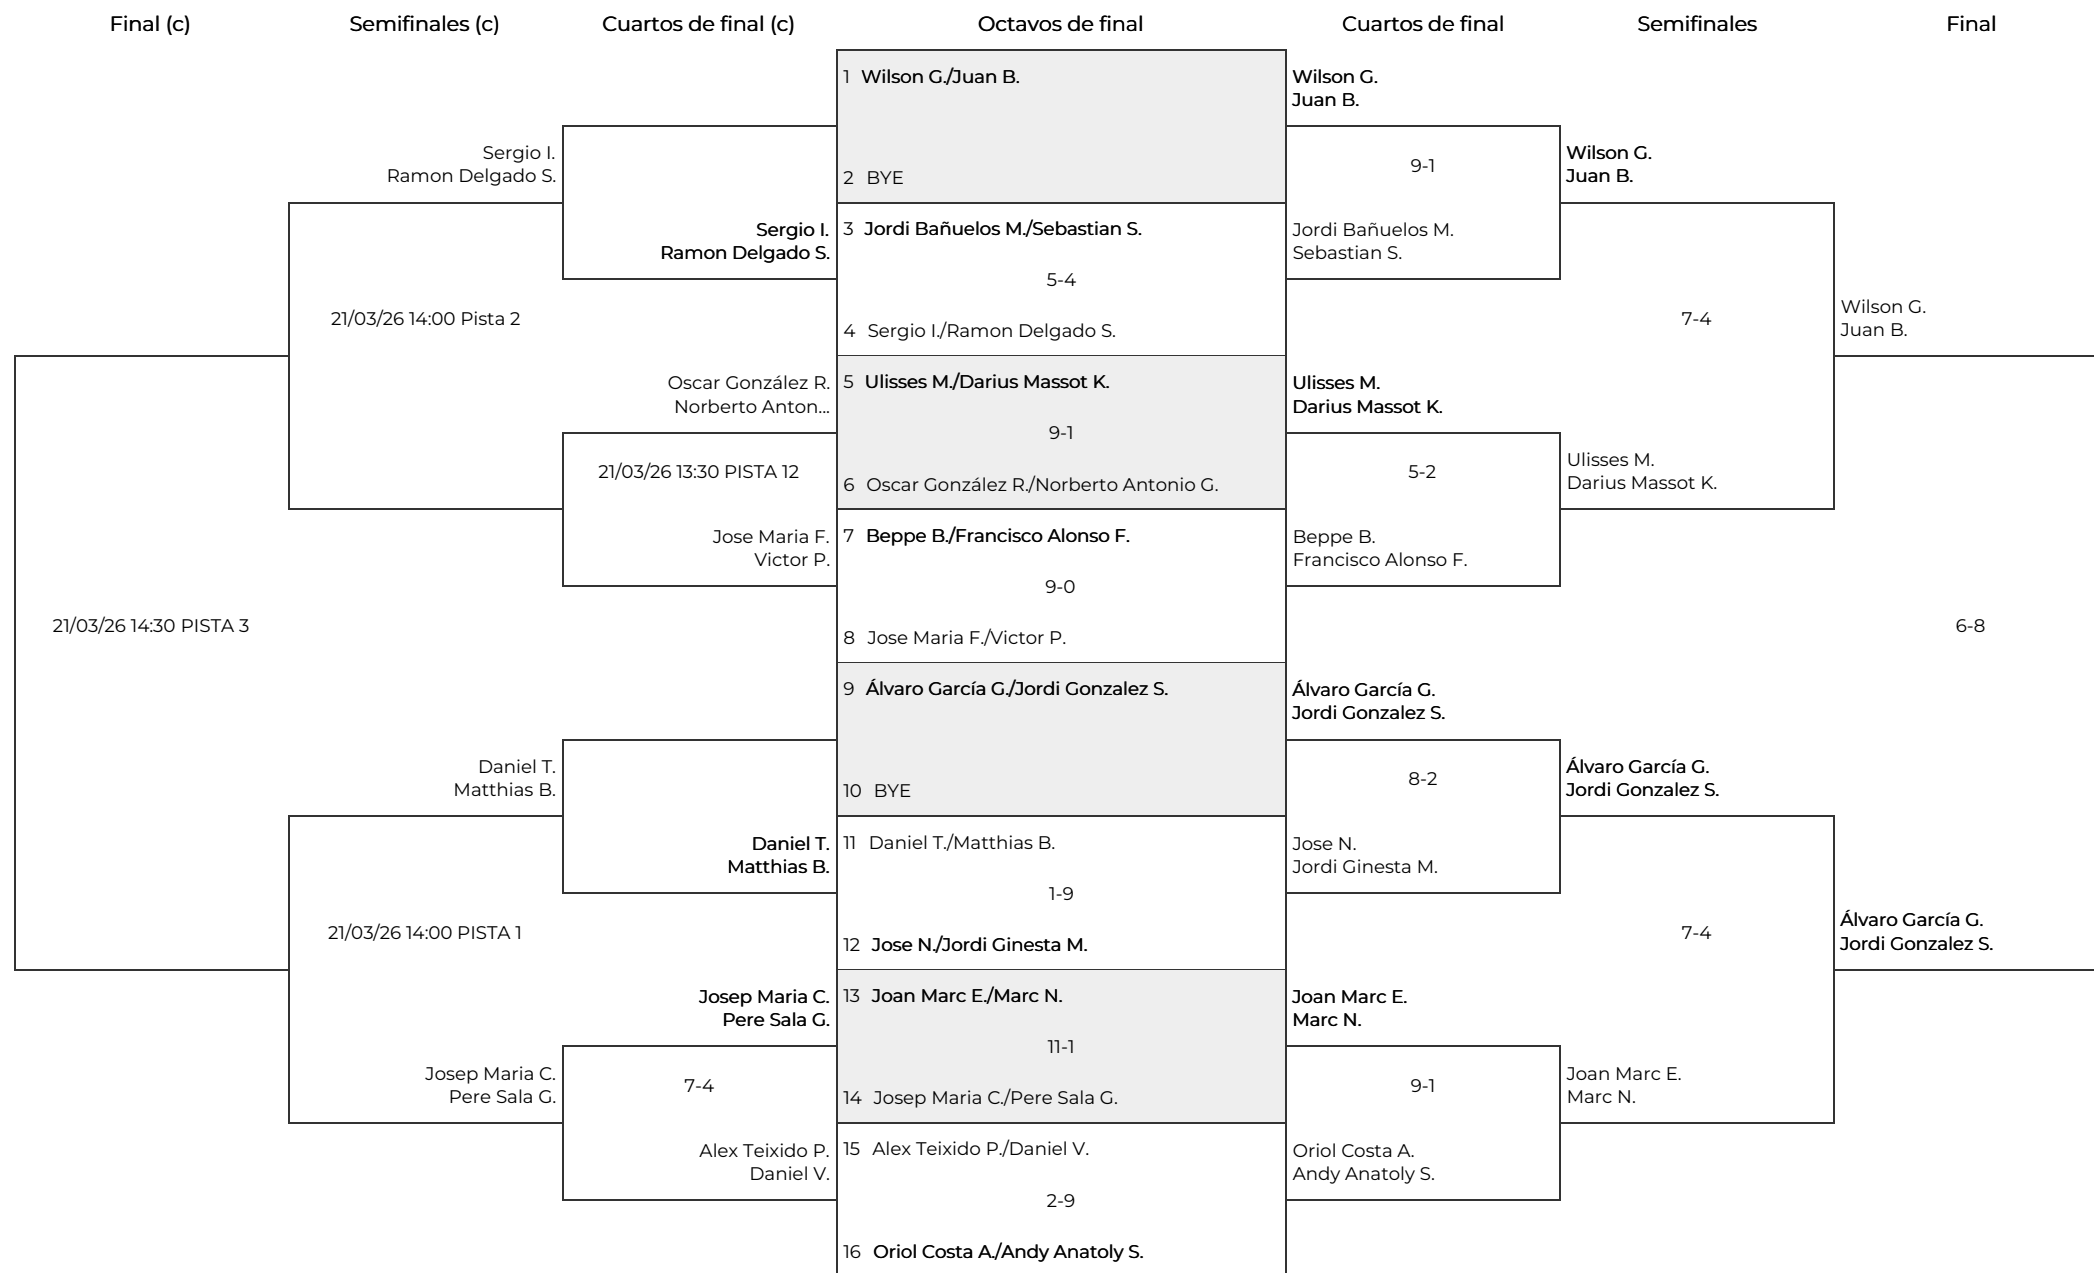 Final (c)
Semifinales (c)
Cuartos de final (c)
Octavos de final
Cuartos de final
Semifinales
Final
Sergio I.
Ramon Delgado S.
21/03/26 14:00 Pista 2
21/03/26 14:30 PISTA 3
Daniel T.
Matthias B.
21/03/26 14:00 PISTA 1
Josep Maria C.
Pere Sala G.
Sergio I.
Ramon Delgado S.
Oscar González R.
Norberto Anton...
21/03/26 13:30 PISTA 12
Jose Maria F.
Victor P.
Daniel T.
Matthias B.
Josep Maria C.
Pere Sala G.
7-4
Alex Teixido P.
Daniel V.
1 Wilson G./Juan B.
2 BYE
3 Jordi Bañuelos M./Sebastian S.
5-4
4 Sergio I./Ramon Delgado S.
5 Ulisses M./Darius Massot K.
9-1
6 Oscar González R./Norberto Antonio G.
7 Beppe B./Francisco Alonso F.
9-0
8 Jose Maria F./Victor P.
9 Álvaro García G./Jordi Gonzalez S.
10 BYE
11 Daniel T./Matthias B.
1-9
12 Jose N./Jordi Ginesta M.
13 Joan Marc E./Marc N.
11-1
14 Josep Maria C./Pere Sala G.
15 Alex Teixido P./Daniel V.
2-9
16 Oriol Costa A./Andy Anatoly S.
Wilson G.
Juan B.
9-1
Jordi Bañuelos M.
Sebastian S.
Ulisses M.
Darius Massot K.
5-2
Beppe B.
Francisco Alonso F.
Álvaro García G.
Jordi Gonzalez S.
8-2
Jose N.
Jordi Ginesta M.
Joan Marc E.
Marc N.
9-1
Oriol Costa A.
Andy Anatoly S.
Wilson G.
Juan B.
7-4
Ulisses M.
Darius Massot K.
Álvaro García G.
Jordi Gonzalez S.
7-4
Joan Marc E.
Marc N.
Wilson G.
Juan B.
6-8
Álvaro García G.
Jordi Gonzalez S.